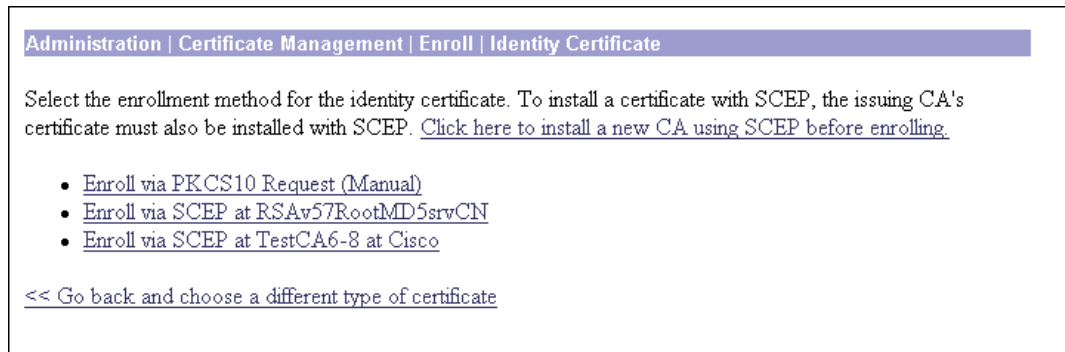 Administration | Certificate Management | Enroll | Identity Certificate
Select the enrollment method for the identity certificate. To install a certificate with SCEP, the issuing CA's
certificate must also be installed with SCEP. Click here to install a new CA using SCEP before enrolling.
• Enroll via PKCS10 Request (Manual)
• Enroll via SCEP at RSAv57RootMD5srvCN
• Enroll via SCEP at TestCA6-8 at Cisco
<< Go back and choose a different type of certificate